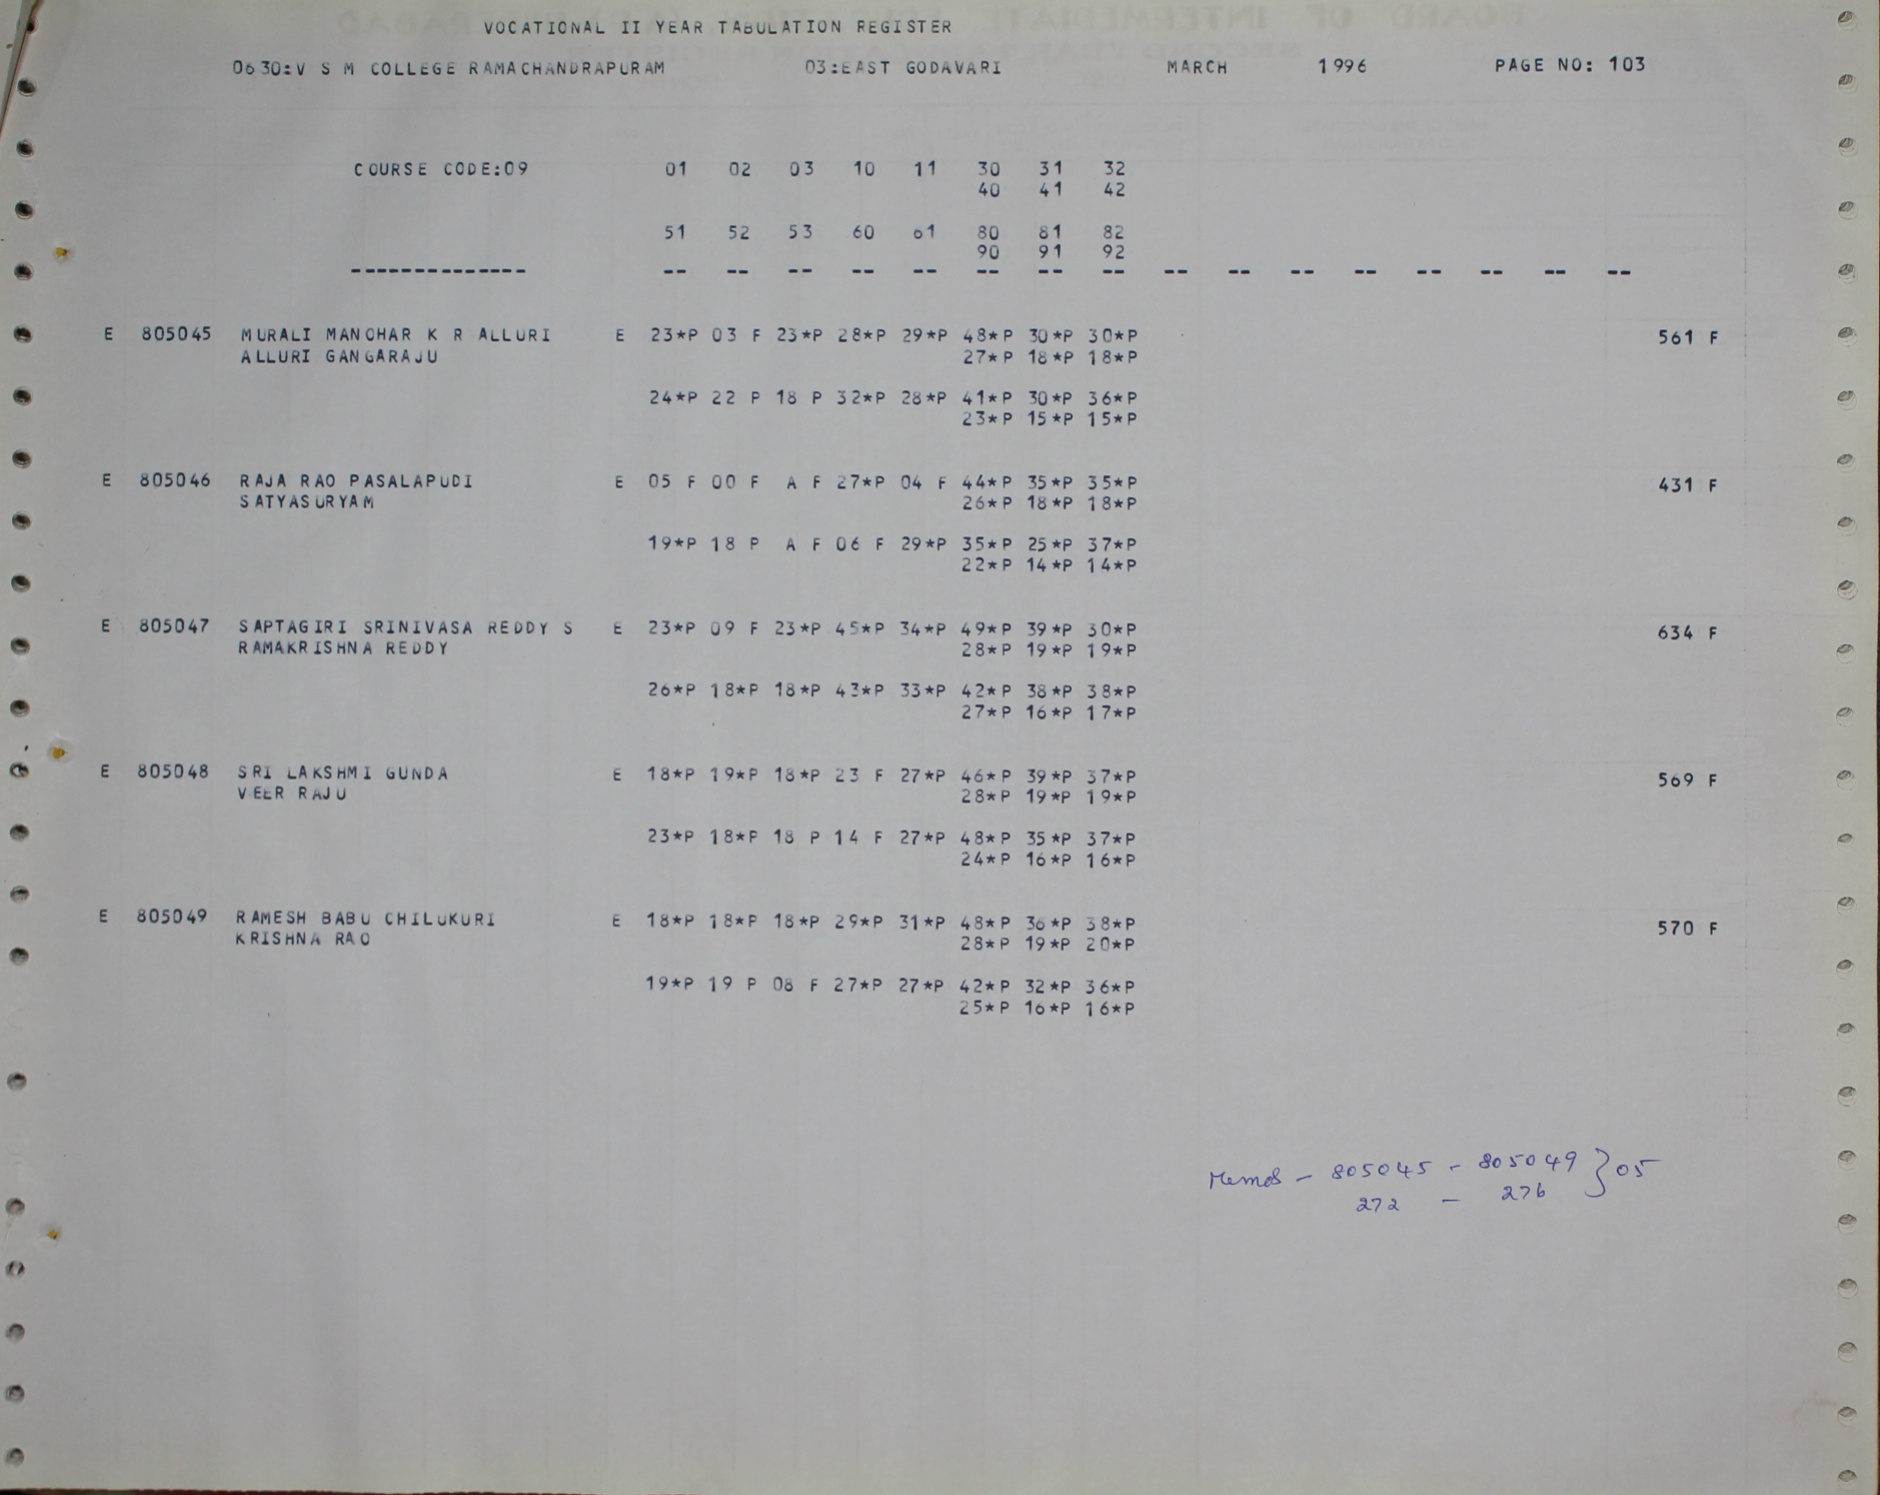 VOCATIONAL II YEAR TABULATION REGISTER
0630:V S M COLLEGE RAMACHANDRAPURAM 03:EAST GODAVARI MARCH 1996 PAGE NO: 103
COURSE CODE:09 01 02 03 10 11 30 31 32
40 41 42
51 52 53 60 61 80 81 82
90 91 92
-------------- -- -- -- -- -- -- -- -- -- -- -- -- -- -- -- --
E 805045 MURALI MANOHAR K R ALLURI E 23*P 03 F 23*P 28*P 29*P 48*P 30*P 30*P 561 F
ALLURI GANGARAJU 27*P 18*P 18*P
24*P 22 P 18 P 32*P 28*P 41*P 30*P 36*P
23*P 15*P 15*P
E 805046 RAJA RAO PASALAPUDI E 05 F 00 F A F 27*P 04 F 44*P 35*P 35*P 431 F
SATYASURYAM 26*P 18*P 18*P
19*P 18 P A F 06 F 29*P 35*P 25*P 37*P
22*P 14*P 14*P
E 805047 SAPTAGIRI SRINIVASA REDDY S E 23*P 09 F 23*P 45*P 34*P 49*P 39*P 30*P 634 F
RAMAKRISHNA REDDY 28*P 19*P 19*P
26*P 18*P 18*P 43*P 33*P 42*P 38*P 38*P
27*P 16*P 17*P
E 805048 SRI LAKSHMI GUNDA E 18*P 19*P 18*P 23 F 27*P 46*P 39*P 37*P 569 F
VEER RAJU 28*P 19*P 19*P
23*P 18*P 18 P 14 F 27*P 48*P 35*P 37*P
24*P 16*P 16*P
E 805049 RAMESH BABU CHILUKURI E 18*P 18*P 18*P 29*P 31*P 48*P 36*P 38*P 570 F
KRISHNA RAO 28*P 19*P 20*P
19*P 19 P 08 F 27*P 27*P 42*P 32*P 36*P
25*P 16*P 16*P
Memos - 805045 - 805049 } 05
272 - 276